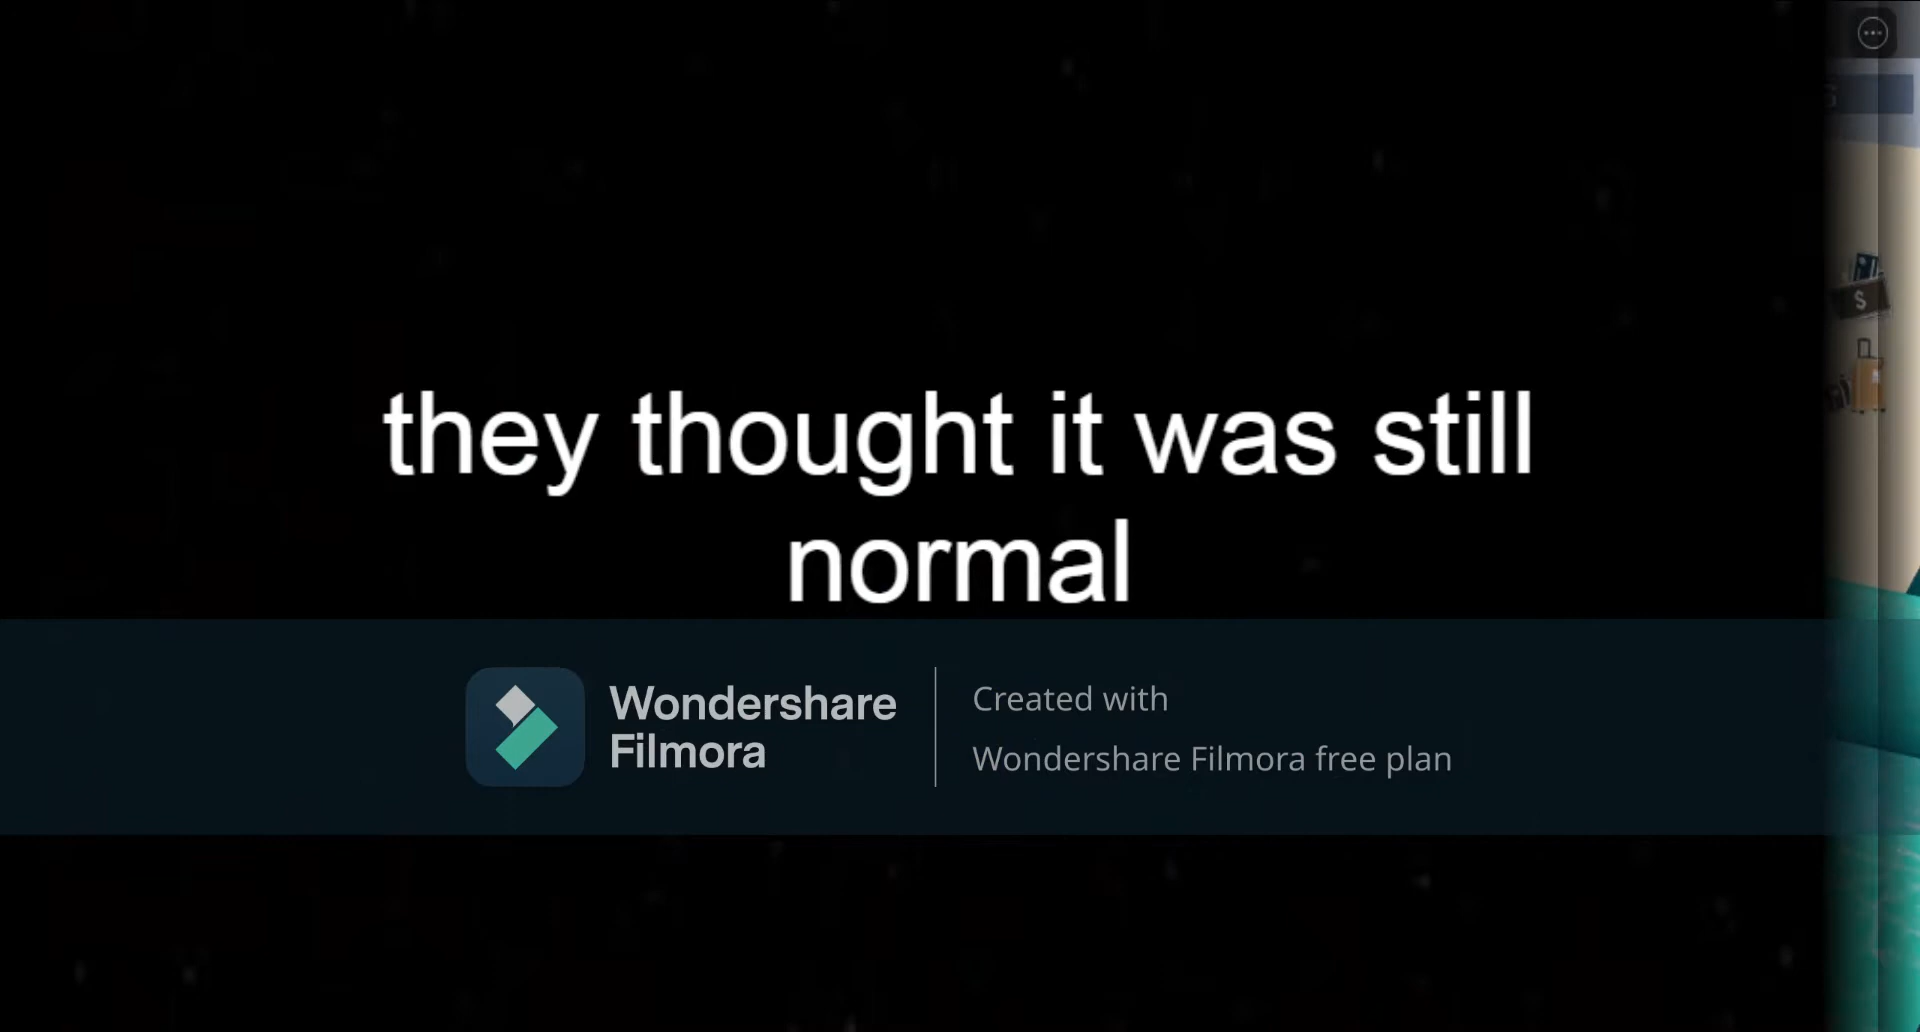 they thought it was still
normal
Wondershare
Filmora
Created with
Wondershare Filmora free plan
$